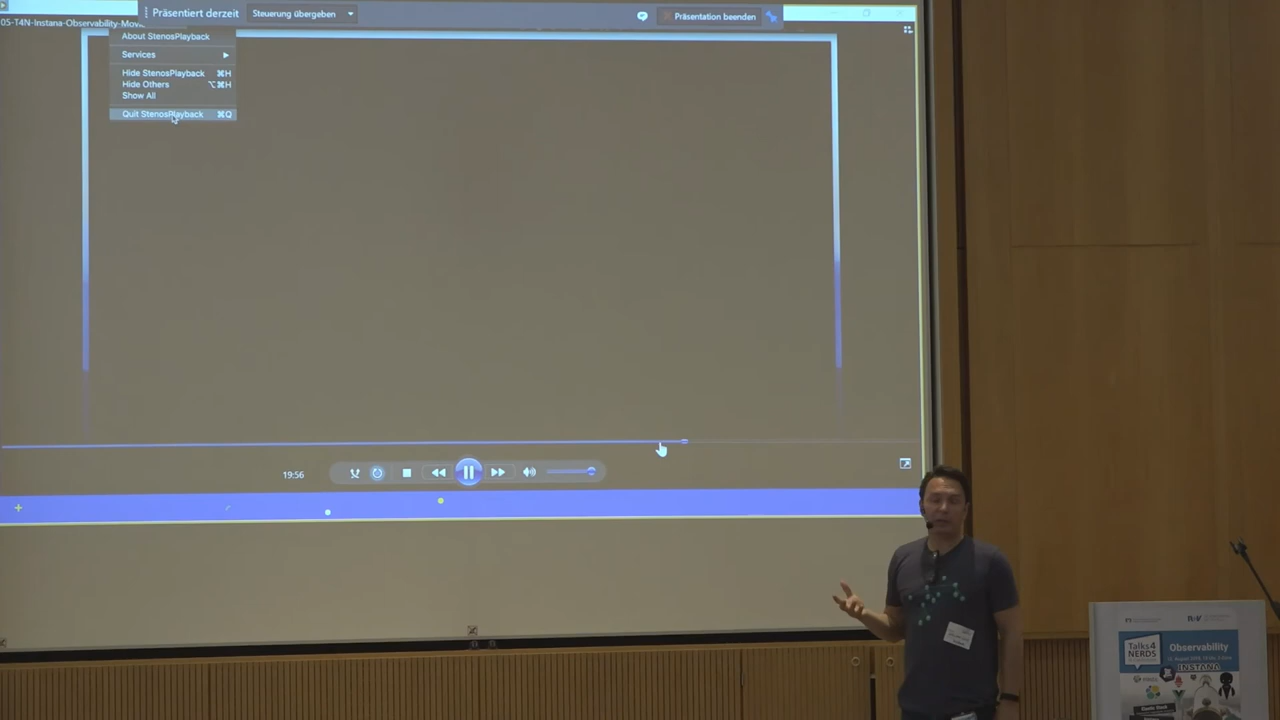 Präsentiert derzeit
Steuerung übergeben
Präsentation beenden
05-T4N-Instana-Observability-Movi
About StenosPlayback
Services
Hide StenosPlayback ⌘H
Hide Others ⌥⌘H
Show All
Quit StenosPlayback ⌘Q
19:56
Talks4
NERDS
Observability
INSTANA